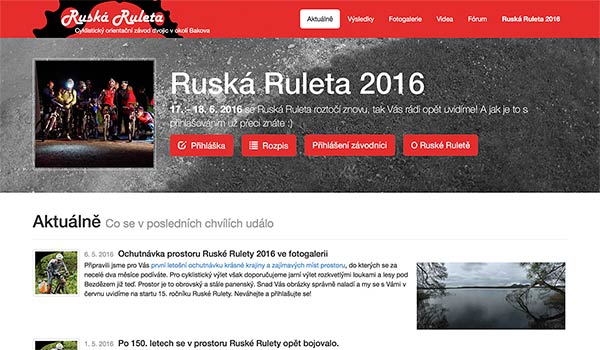 Ruská Ruleta
Cyklistický orientační závod dvojic v okolí Bakova
Aktuálně
Výsledky
Fotogalerie
Videa
Fórum
Ruská Ruleta 2016
Ruská Ruleta 2016
17. – 18. 6. 2016 se Ruská Ruleta roztočí znovu, tak Vás rádi opět uvidíme! A jak je to s
přihlašováním už přeci znáte :)
Přihláška
Rozpis
Přihlášení závodníci
O Ruské Ruletě
Aktuálně Co se v posledních chvílích událo
6. 5. 2016 Ochutnávka prostoru Ruské Rulety 2016 ve fotogalerii
Připravili jsme pro Vás první letošní ochutnávku krásné krajiny a zajímavých míst prostoru, do kterých se za
necelé dva měsíce podíváte. Pro cyklistický výlet však doporučujeme jarní výlet rozkvetlými loukami a lesy pod
Bezdězem již teď. Prostor je to obrovský a stále panenský. Snad Vás obrázky správně naladí a my se s Vámi v
červnu uvidíme na startu 15. ročníku Ruské Rulety. Neváhejte a přihlašujte se!
1. 5. 2016 Po 150. letech se v prostoru Ruské Rulety opět bojovalo.